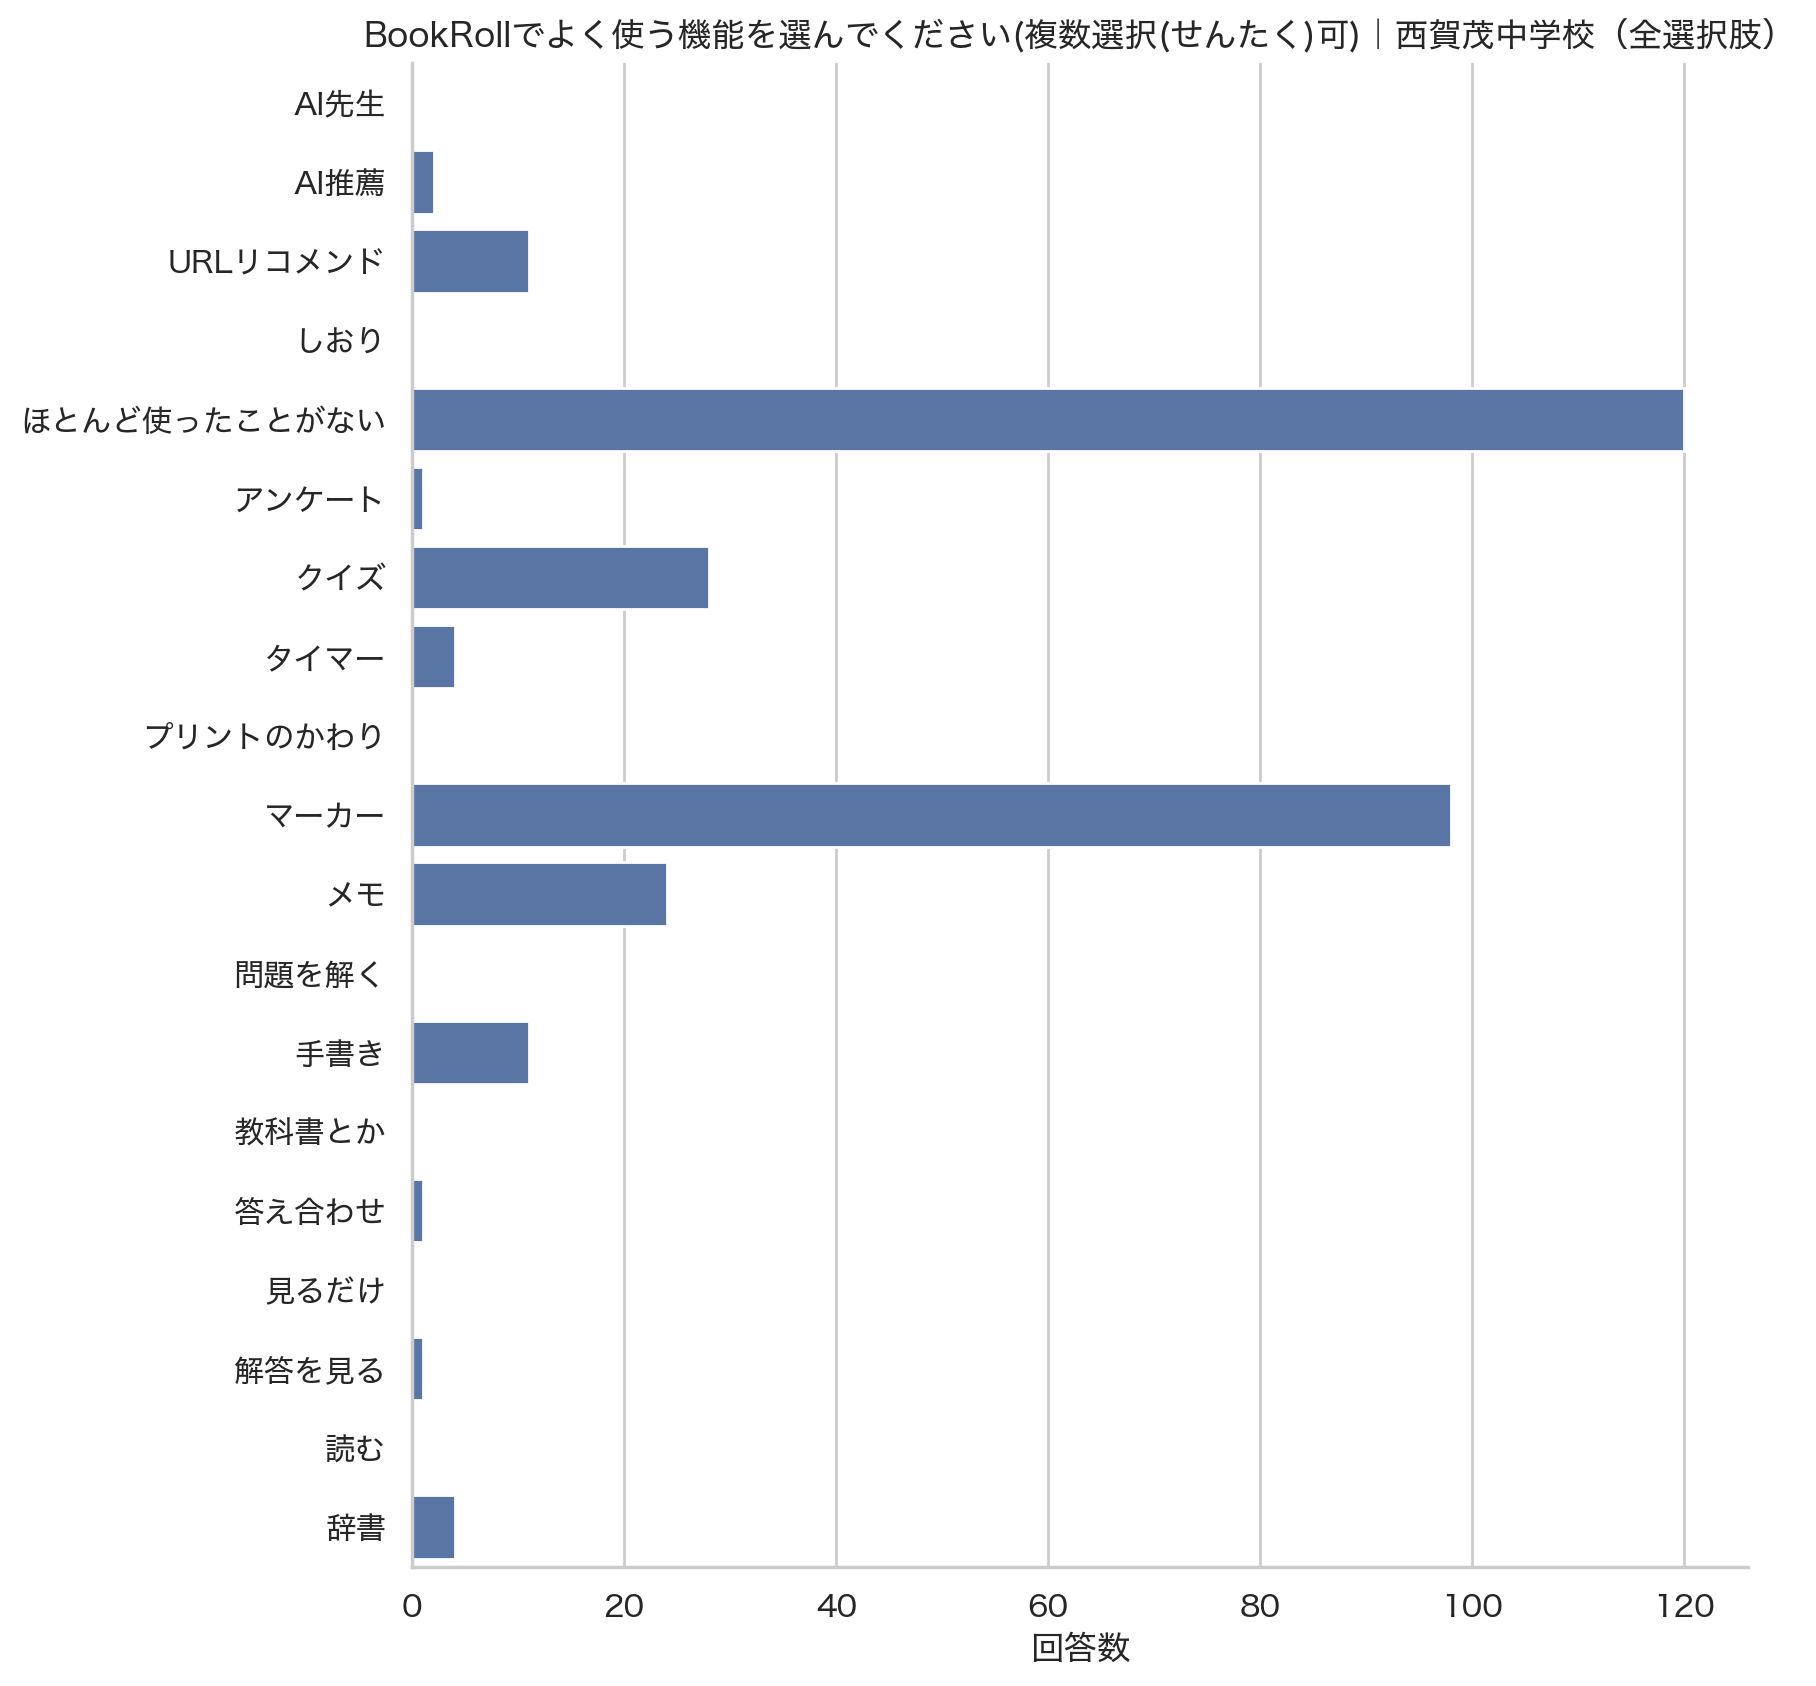 BookRollでよく使う機能を選んでください(複数選択(せんたく)可)｜西賀茂中学校（全選択肢）
AI先生
AI推薦
URLリコメンド
しおり
ほとんど使ったことがない
アンケート
クイズ
タイマー
プリントのかわり
マーカー
メモ
問題を解く
手書き
教科書とか
答え合わせ
見るだけ
解答を見る
読む
辞書
0 20 40 60 80 100 120
回答数